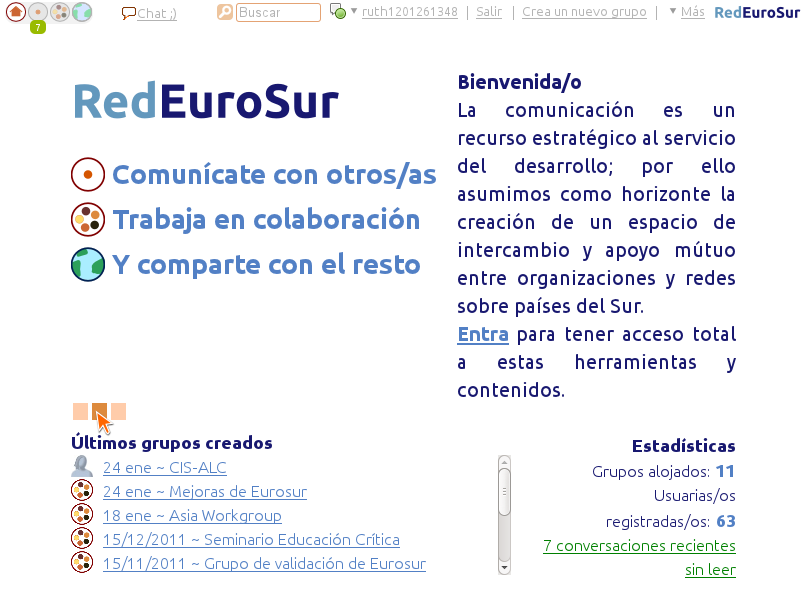 Chat ;)
Buscar
ruth1201261348 | Salir | Crea un nuevo grupo | Más RedEuroSur
7
RedEuroSur
Comunícate con otros/as
Trabaja en colaboración
Y comparte con el resto
Bienvenida/o
La comunicación es un
recurso estratégico al servicio
del desarrollo; por ello
asumimos como horizonte la
creación de un espacio de
intercambio y apoyo mútuo
entre organizaciones y redes
sobre países del Sur.
Entra para tener acceso total
a estas herramientas y
contenidos.
Últimos grupos creados
24 ene ~ CIS-ALC
24 ene ~ Mejoras de Eurosur
18 ene ~ Asia Workgroup
15/12/2011 ~ Seminario Educación Crítica
15/11/2011 ~ Grupo de validación de Eurosur
Estadísticas
Grupos alojados: 11
Usuarias/os
registradas/os: 63
7 conversaciones recientes
sin leer